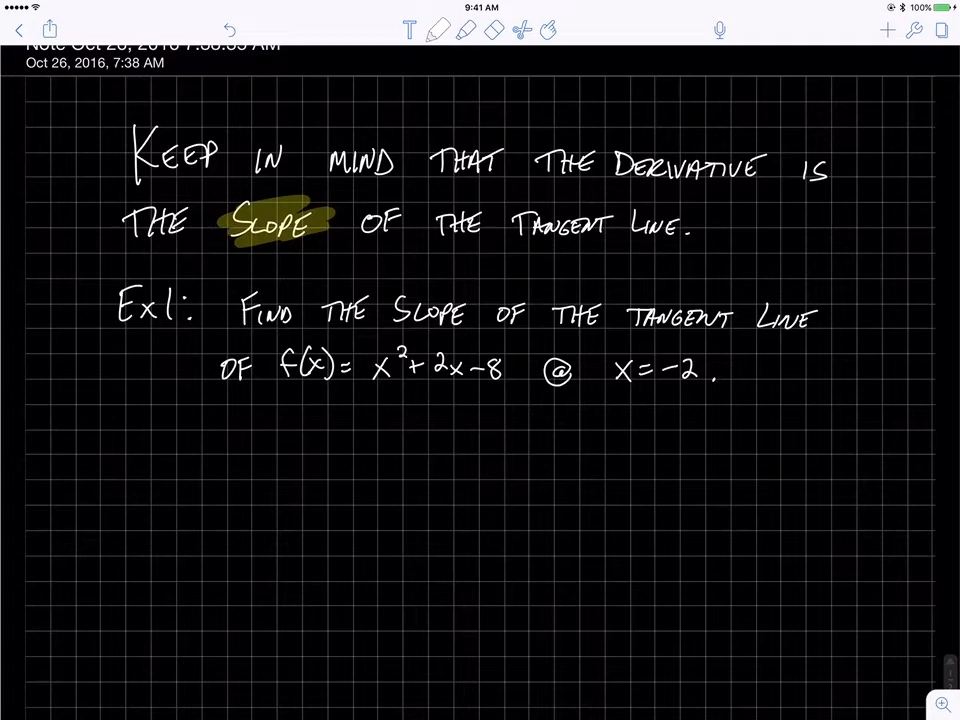 9:41 AM
100%
T
Oct 26, 2016, 7:38 AM
KEEP IN MIND THAT THE DERIVATIVE IS
THE SLOPE OF THE TANGENT LINE.
Ex1: FIND THE SLOPE OF THE TANGENT LINE
OF f(x) = x² + 2x - 8 @ x = -2.